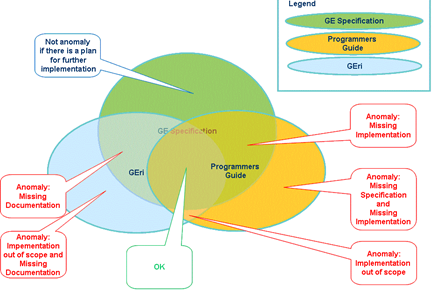 Legend
GE Specification
Programmers
Guide
GEri
Not anomaly
if there is a plan
for further
implementation
GE Specification
Anomaly:
Missing
Implementation
GEri
Programmers
Guide
Anomaly:
Missing
Documentation
Anomaly:
Missing
Specification
and
Missing
Implementation
Anomaly:
Impementation
out of scope and
Missing
Documentation
OK
Anomaly:
Implementation
out of scope